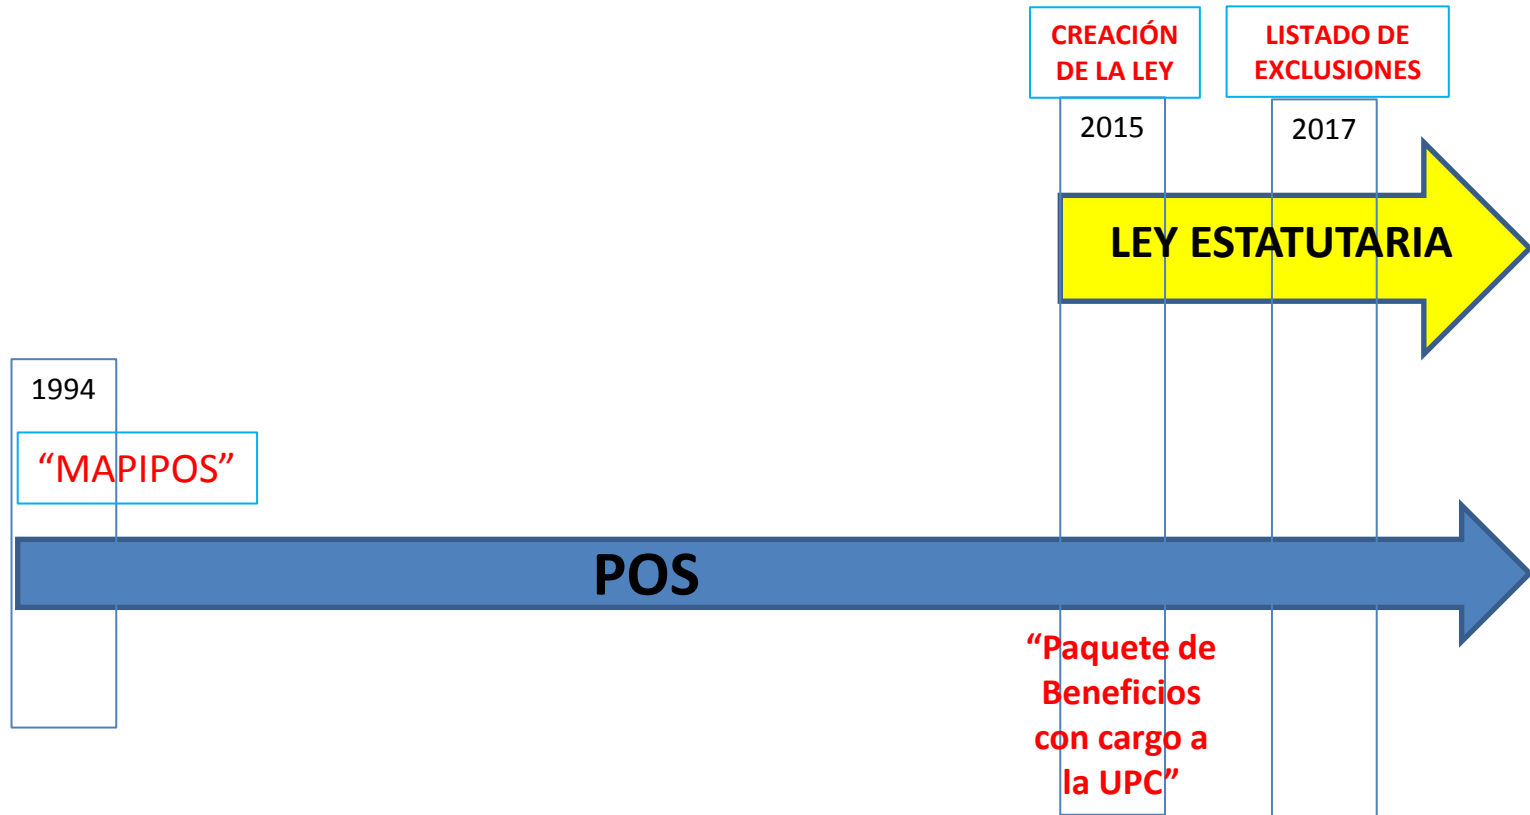 CREACIÓN
DE LA LEY
LISTADO DE
EXCLUSIONES
2015
2017
LEY ESTATUTARIA
1994
“MAPIPOS”
POS
“Paquete de
Beneficios
con cargo a
la UPC”